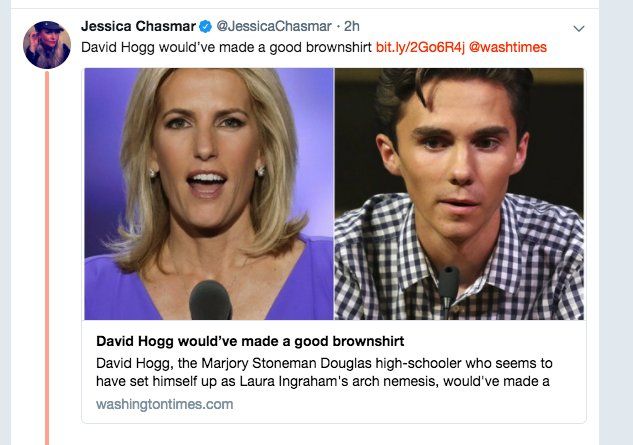 Jessica Chasmar @JessicaChasmar · 2h
David Hogg would've made a good brownshirt bit.ly/2Go6R4j @washtimes
David Hogg would've made a good brownshirt
David Hogg, the Marjory Stoneman Douglas high-schooler who seems to
have set himself up as Laura Ingraham's arch nemesis, would've made a
washingtontimes.com